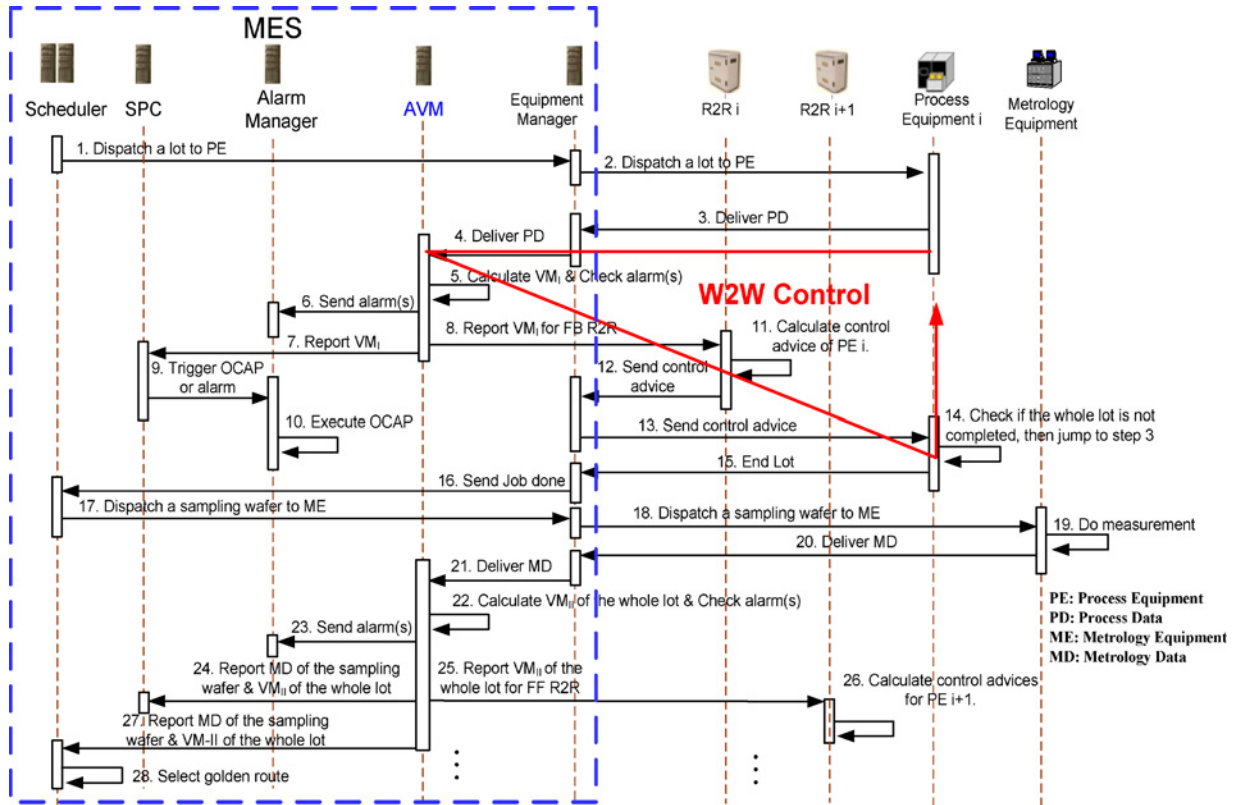 MES
Scheduler
SPC
Alarm
Manager
AVM
Equipment
Manager
R2R i
R2R i+1
Process
Equipment i
Metrology
Equipment
1. Dispatch a lot to PE
2. Dispatch a lot to PE
3. Deliver PD
4. Deliver PD
5. Calculate VMI & Check alarm(s)
6. Send alarm(s)
W2W Control
7. Report VMI
8. Report VMI for FB R2R
9. Trigger OCAP
or alarm
10. Execute OCAP
11. Calculate control
advice of PE i.
12. Send control
advice
13. Send control advice
14. Check if the whole lot is not
completed, then jump to step 3
15. End Lot
16. Send Job done
17. Dispatch a sampling wafer to ME
18. Dispatch a sampling wafer to ME
19. Do measurement
20. Deliver MD
21. Deliver MD
22. Calculate VMII of the whole lot & Check alarm(s)
23. Send alarm(s)
24. Report MD of the sampling
wafer & VMII of the whole lot
25. Report VMII of the
whole lot for FF R2R
26. Calculate control advices
for PE i+1.
27. Report MD of the sampling
wafer & VM-II of the whole lot
28. Select golden route
PE: Process Equipment
PD: Process Data
ME: Metrology Equipment
MD: Metrology Data